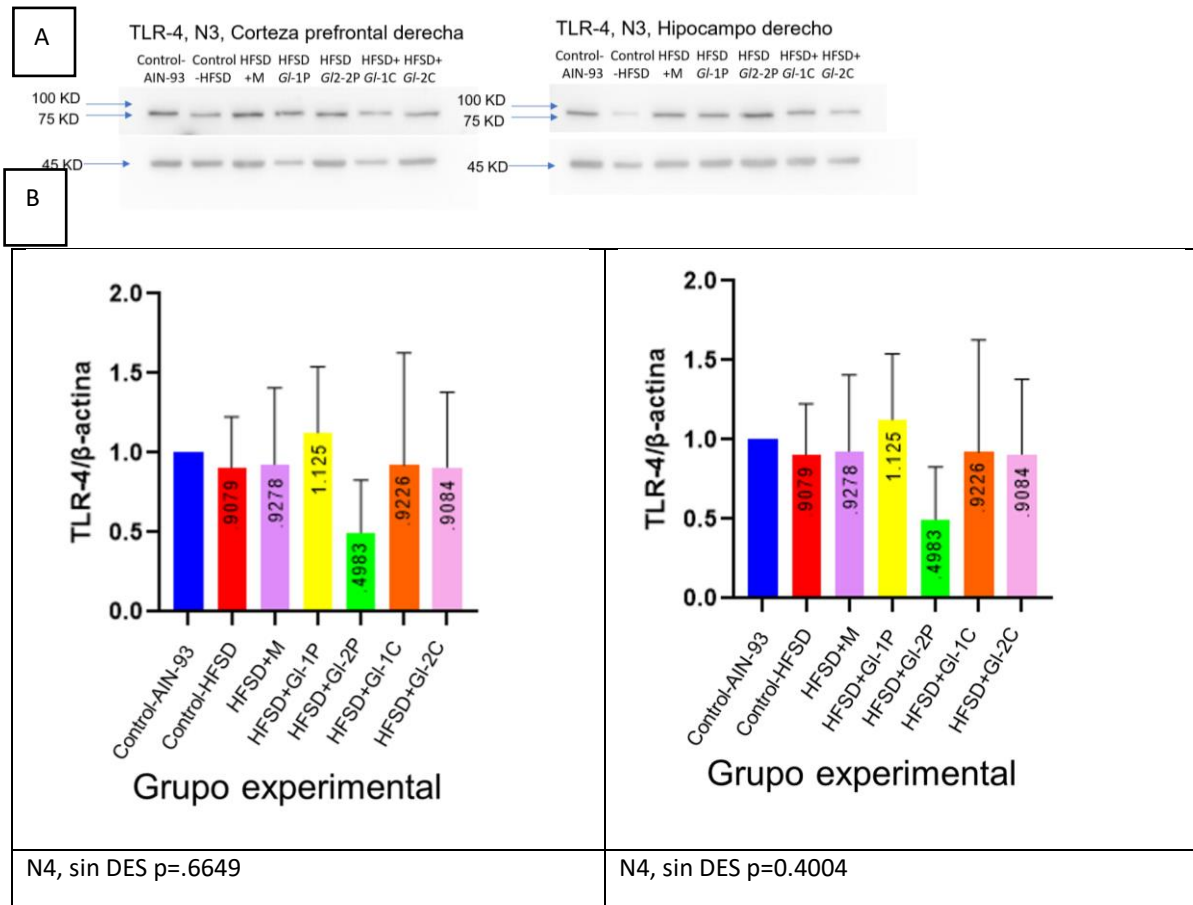 A
TLR-4, N3, Corteza prefrontal derecha
Control- Control HFSD HFSD HFSD HFSD+ HFSD+
AIN-93 -HFSD +M Gl-1P Gl2-2P Gl-1C Gl-2C
100 KD
75 KD
45 KD
TLR-4, N3, Hipocampo derecho
Control- Control HFSD HFSD HFSD HFSD+ HFSD+
AIN-93 -HFSD +M Gl-1P Gl2-2P Gl-1C Gl-2C
100 KD
75 KD
45 KD
B
2.0
1.5
1.0
0.5
0.0
TLR-4/β-actina
.9079
.9278
1.125
.4983
.9226
.9084
Control-AIN-93
Control-HFSD
HFSD+M
HFSD+Gl-1P
HFSD+Gl-2P
HFSD+Gl-1C
HFSD+Gl-2C
Grupo experimental
2.0
1.5
1.0
0.5
0.0
TLR-4/β-actina
.9079
.9278
1.125
.4983
.9226
.9084
Control-AIN-93
Control-HFSD
HFSD+M
HFSD+Gl-1P
HFSD+Gl-2P
HFSD+Gl-1C
HFSD+Gl-2C
Grupo experimental
N4, sin DES p=.6649
N4, sin DES p=0.4004